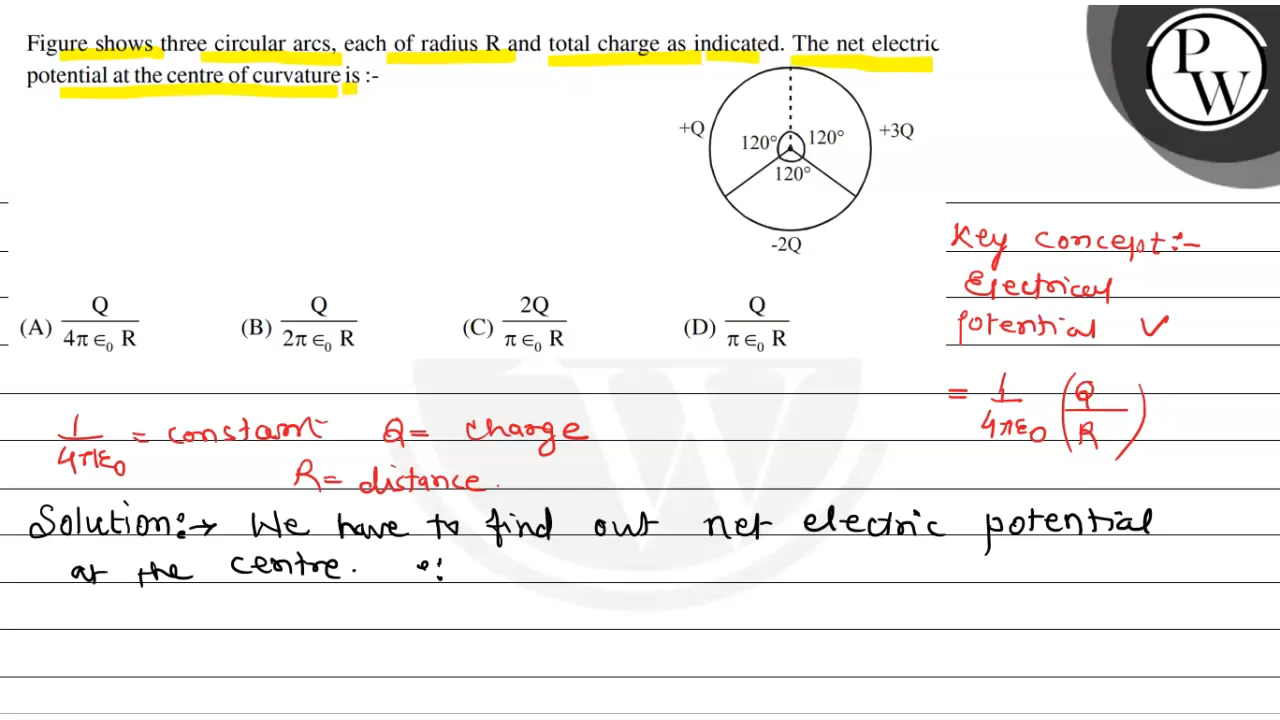 Figure shows three circular arcs, each of radius R and total charge as indicated. The net electric
potential at the centre of curvature is :-
+Q
120°
120°
+3Q
120°
-2Q
P
W
(A) Q / 4π ∈₀ R (B) Q / 2π ∈₀ R (C) 2Q / π ∈₀ R (D) Q / π ∈₀ R
Key concept:-
Electrical
potential V
= 1/4πε₀ (Q/R)
1/4πε₀ = constant Q = charge
R = distance.
Solution:→ We have to find out net electric potential
at the centre.